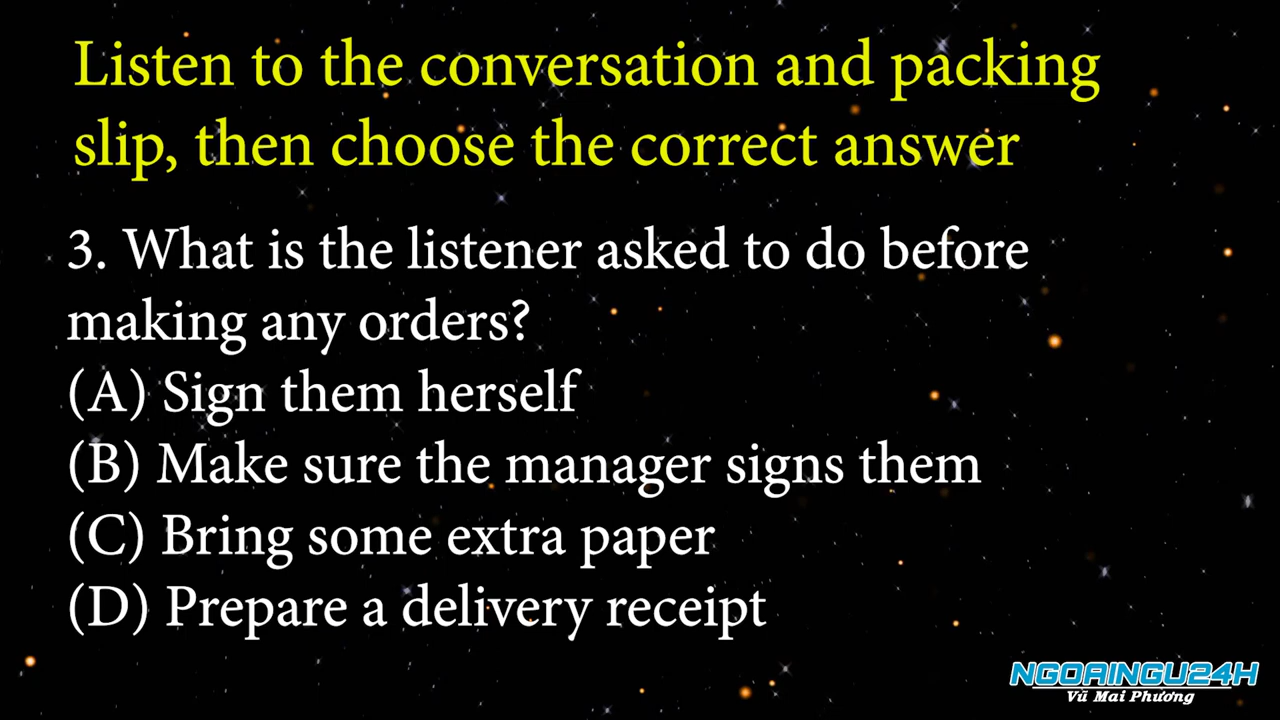 Listen to the conversation and packing
slip, then choose the correct answer
3. What is the listener asked to do before
making any orders?
(A) Sign them herself
(B) Make sure the manager signs them
(C) Bring some extra paper
(D) Prepare a delivery receipt
NGOAINGU24H
Vũ Mai Phương